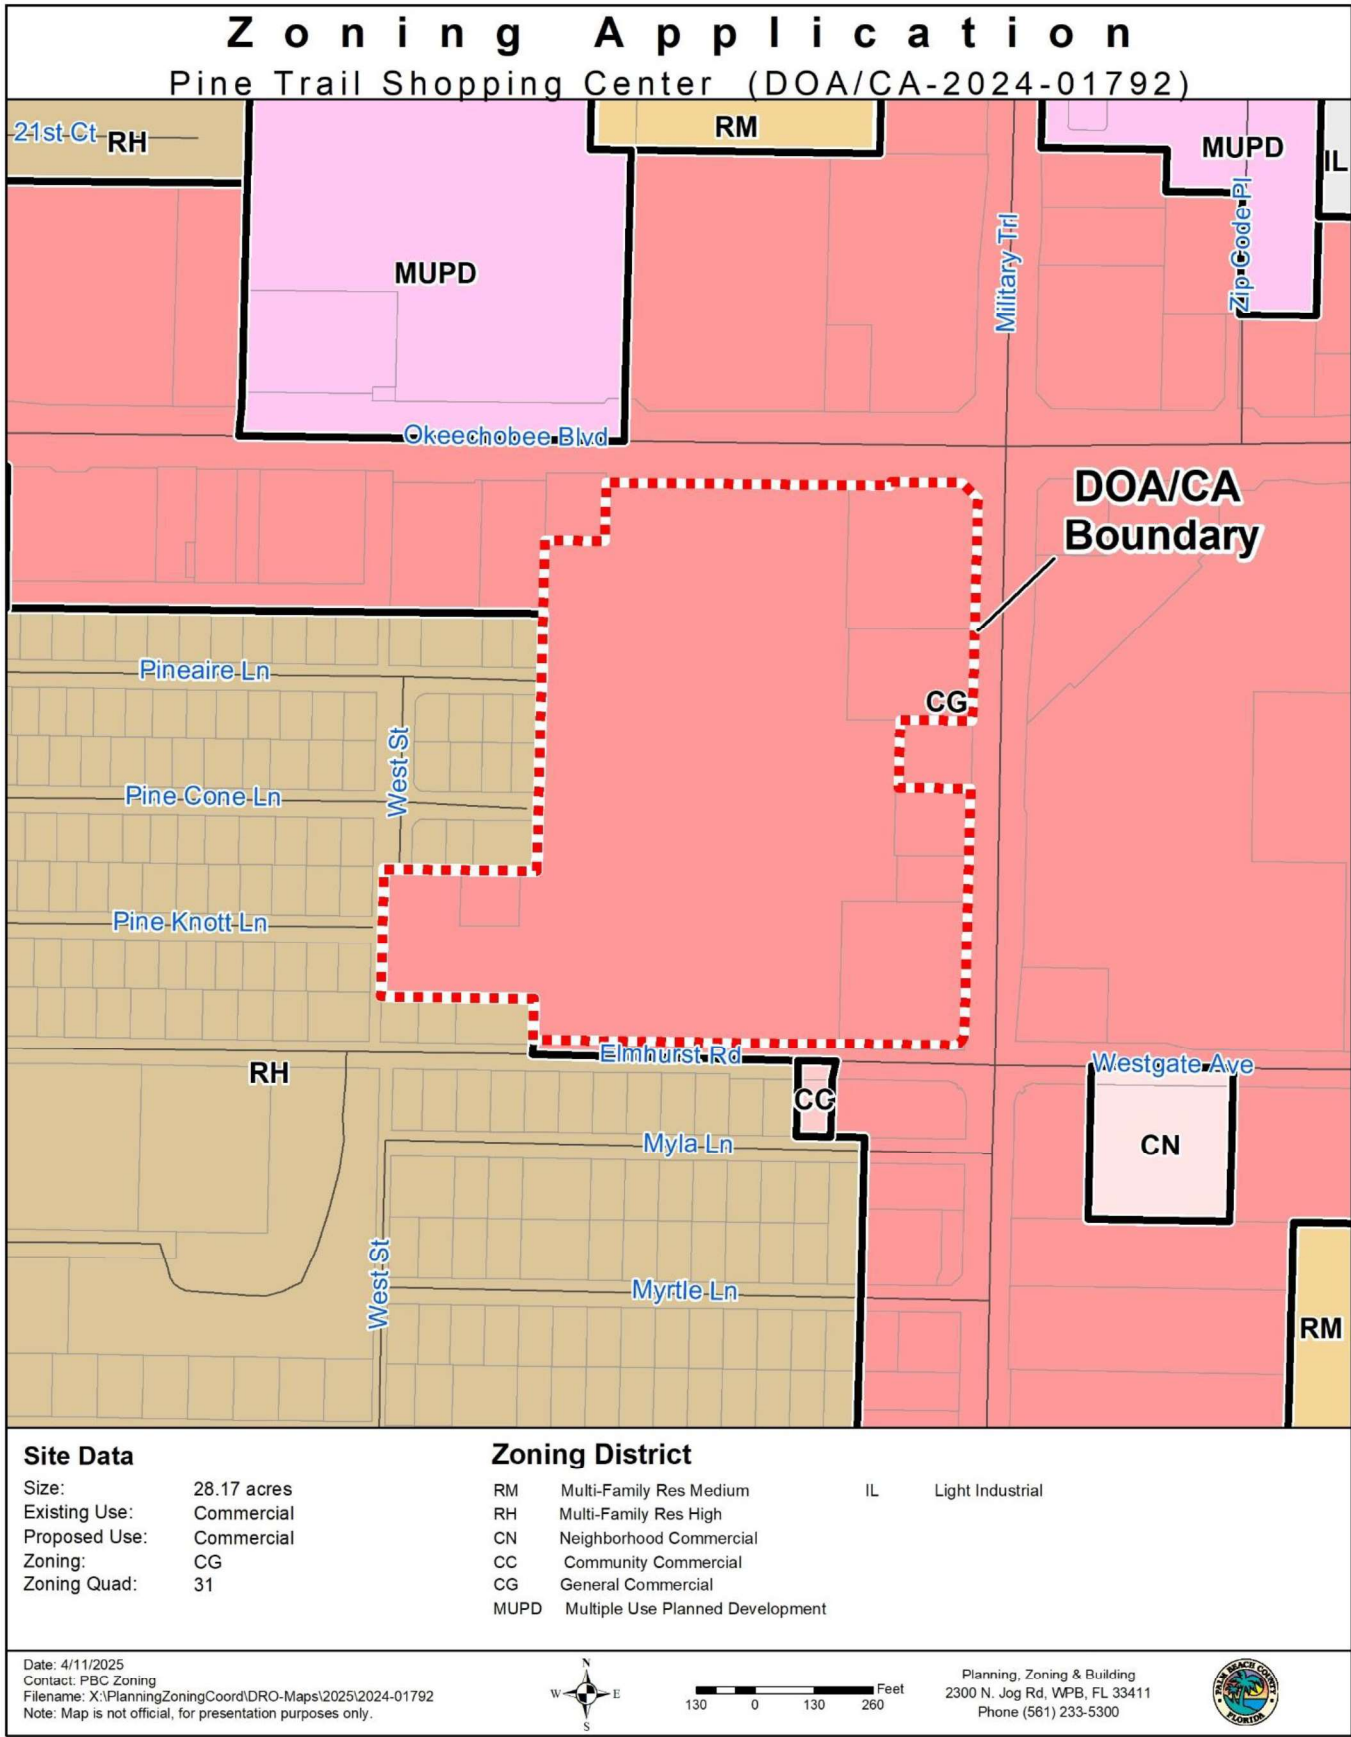 Zoning Application
Pine Trail Shopping Center (DOA/CA-2024-01792)
21st Ct
RH
RM
MUPD
IL
MUPD
Military Trl
Zip Code Pl
Okeechobee Blvd
DOA/CA
Boundary
Pineaire Ln
CG
West St
Pine Cone Ln
Pine Knott Ln
Elmhurst Rd
Westgate Ave
RH
CC
Myla Ln
CN
West St
Myrtle Ln
RM
Site Data
Size: 28.17 acres
Existing Use: Commercial
Proposed Use: Commercial
Zoning: CG
Zoning Quad: 31
Zoning District
RM Multi-Family Res Medium
RH Multi-Family Res High
CN Neighborhood Commercial
CC Community Commercial
CG General Commercial
MUPD Multiple Use Planned Development
IL Light Industrial
Date: 4/11/2025
Contact: PBC Zoning
Filename: X:\PlanningZoningCoord\DRO-Maps\2025\2024-01792
Note: Map is not official, for presentation purposes only.
N
W E
S
Feet
130 0 130 260
Planning, Zoning & Building
2300 N. Jog Rd, WPB, FL 33411
Phone (561) 233-5300
PALM BEACH COUNTY
FLORIDA